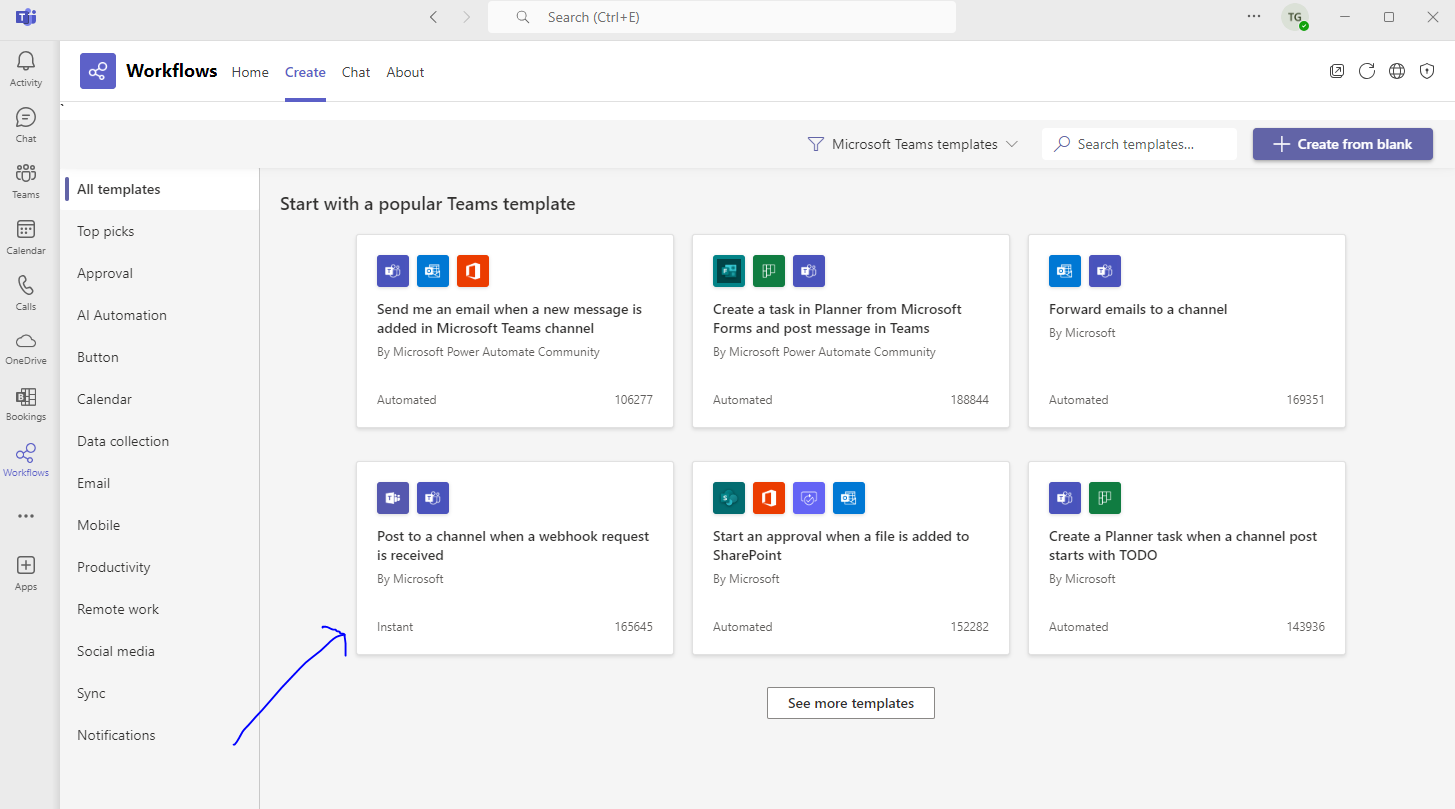 Search (Ctrl+E)
TG
Activity
Chat
Teams
Calendar
Calls
OneDrive
Bookings
Workflows
Apps
Workflows
Home
Create
Chat
About
Microsoft Teams templates
Search templates...
Create from blank
All templates
Top picks
Approval
AI Automation
Button
Calendar
Data collection
Email
Mobile
Productivity
Remote work
Social media
Sync
Notifications
Start with a popular Teams template
Send me an email when a new message is
added in Microsoft Teams channel
By Microsoft Power Automate Community
Automated
106277
Create a task in Planner from Microsoft
Forms and post message in Teams
By Microsoft Power Automate Community
Automated
188844
Forward emails to a channel
By Microsoft
Automated
169351
Post to a channel when a webhook request
is received
By Microsoft
Instant
165645
Start an approval when a file is added to
SharePoint
By Microsoft
Automated
152282
Create a Planner task when a channel post
starts with TODO
By Microsoft
Automated
143936
See more templates